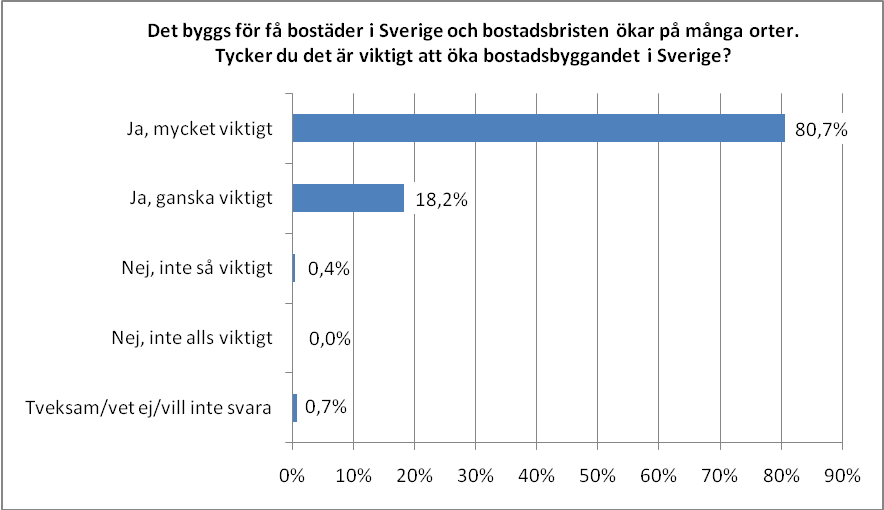 Det byggs för få bostäder i Sverige och bostadsbristen ökar på många orter.
Tycker du det är viktigt att öka bostadsbyggandet i Sverige?
Ja, mycket viktigt
80,7%
Ja, ganska viktigt
18,2%
Nej, inte så viktigt
0,4%
Nej, inte alls viktigt
0,0%
Tveksam/vet ej/vill inte svara
0,7%
0% 10% 20% 30% 40% 50% 60% 70% 80% 90%